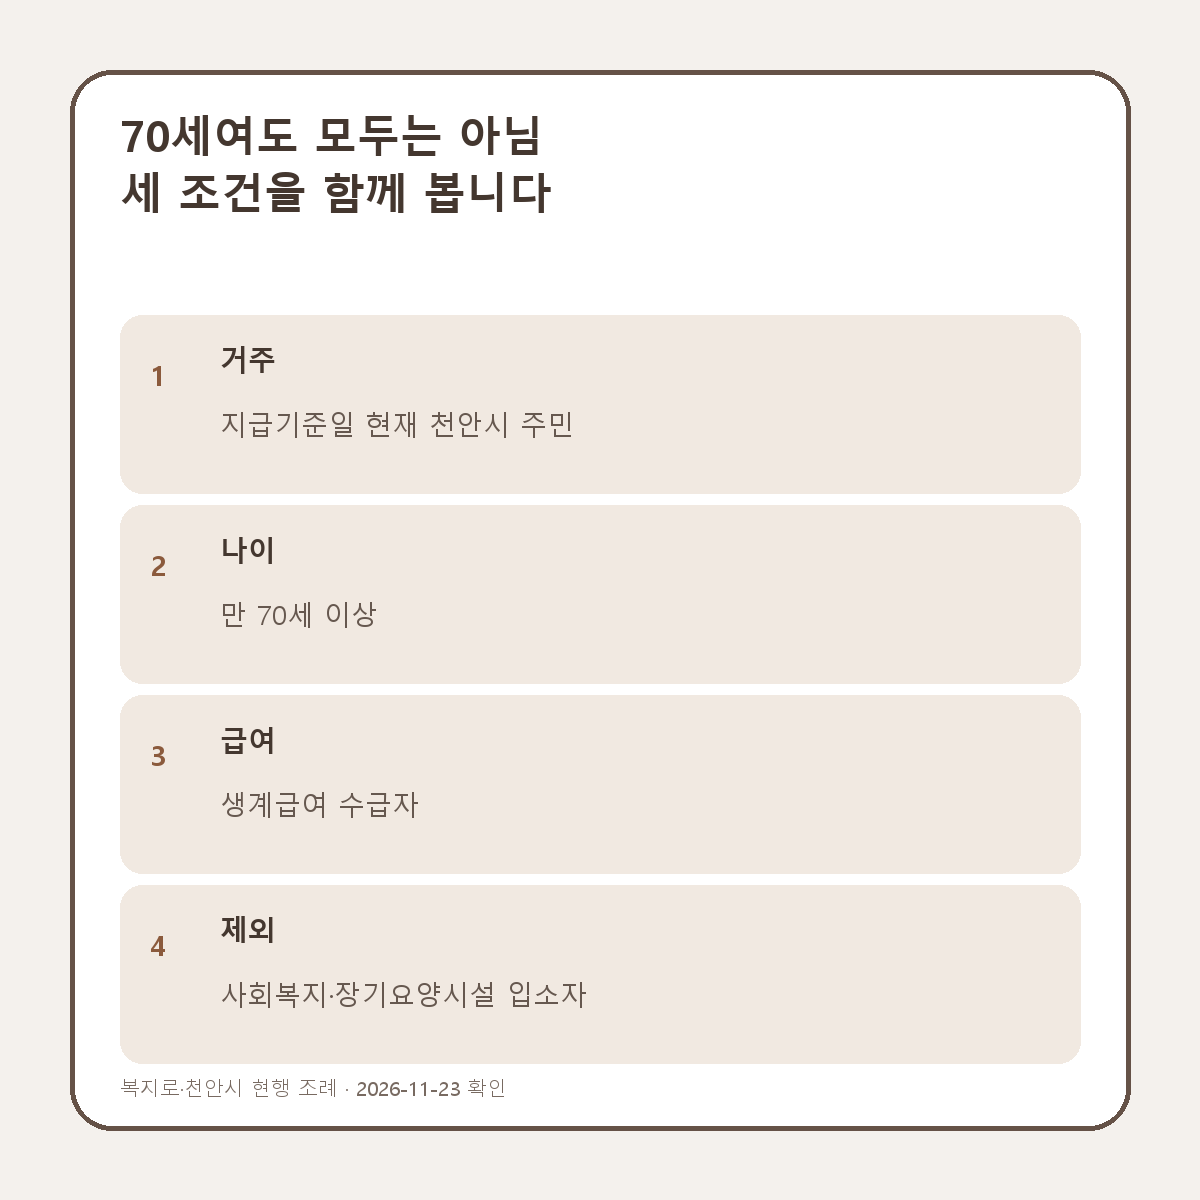 70세여도 모두는 아님
세 조건을 함께 봅니다
1
거주
지급기준일 현재 천안시 주민
2
나이
만 70세 이상
3
급여
생계급여 수급자
4
제외
사회복지·장기요양시설 입소자
복지로·천안시 현행 조례 · 2026-11-23 확인